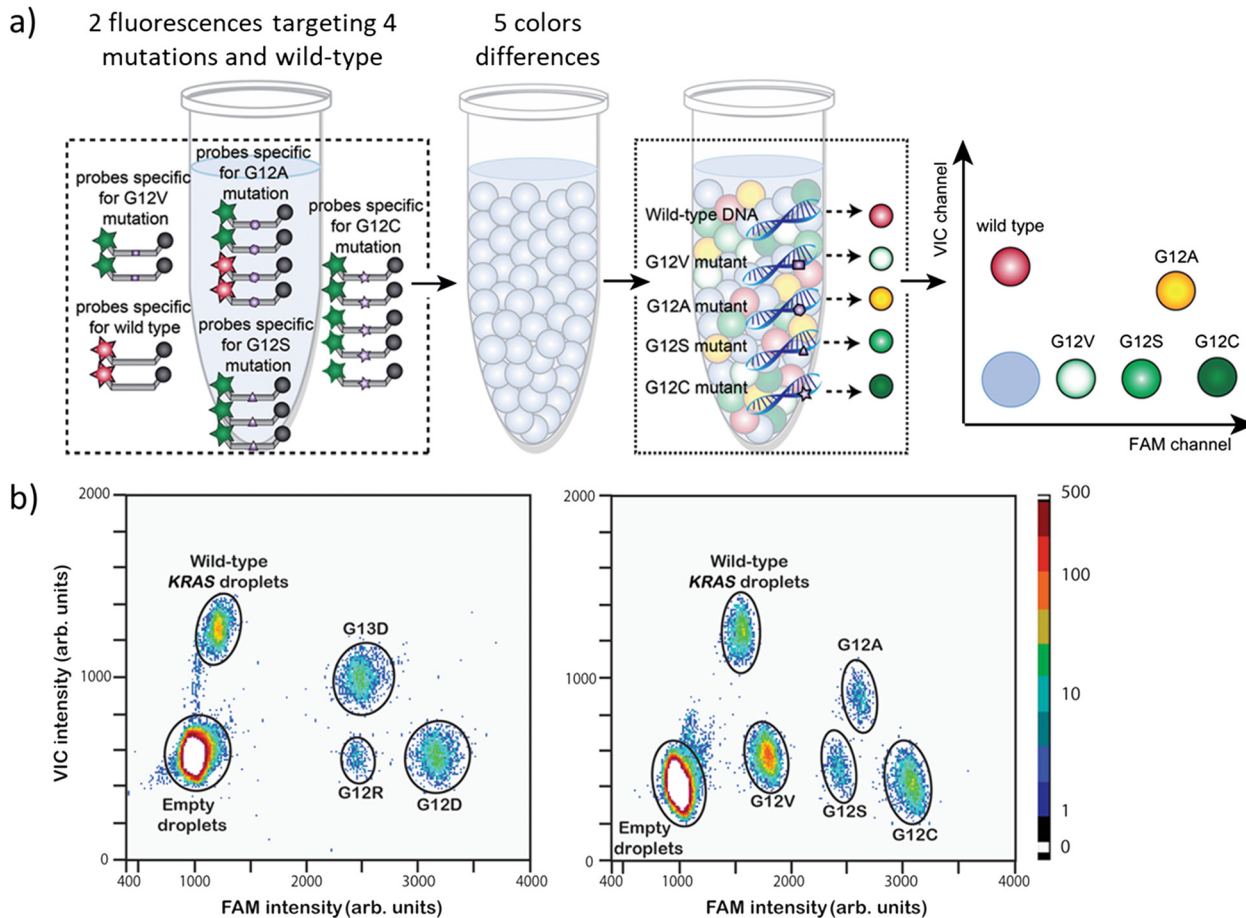 a)
2 fluorescences targeting 4
mutations and wild-type
5 colors
differences
probes specific
for G12V
mutation
probes specific
for G12A
mutation
probes specific
for G12C
mutation
probes specific
for wild type
probes specific
for G12S
mutation
Wild-type DNA
G12V mutant
G12A mutant
G12S mutant
G12C mutant
VIC channel
wild type
G12A
G12V
G12S
G12C
FAM channel
b)
2000
1000
0
VIC intensity (arb. units)
Wild-type
KRAS droplets
G13D
G12R
G12D
Empty
droplets
400
1000
2000
3000
4000
FAM intensity (arb. units)
2000
1000
0
Wild-type
KRAS droplets
G12A
G12V
G12S
G12C
Empty
droplets
400
1000
2000
3000
4000
FAM intensity (arb. units)
500
100
10
1
0